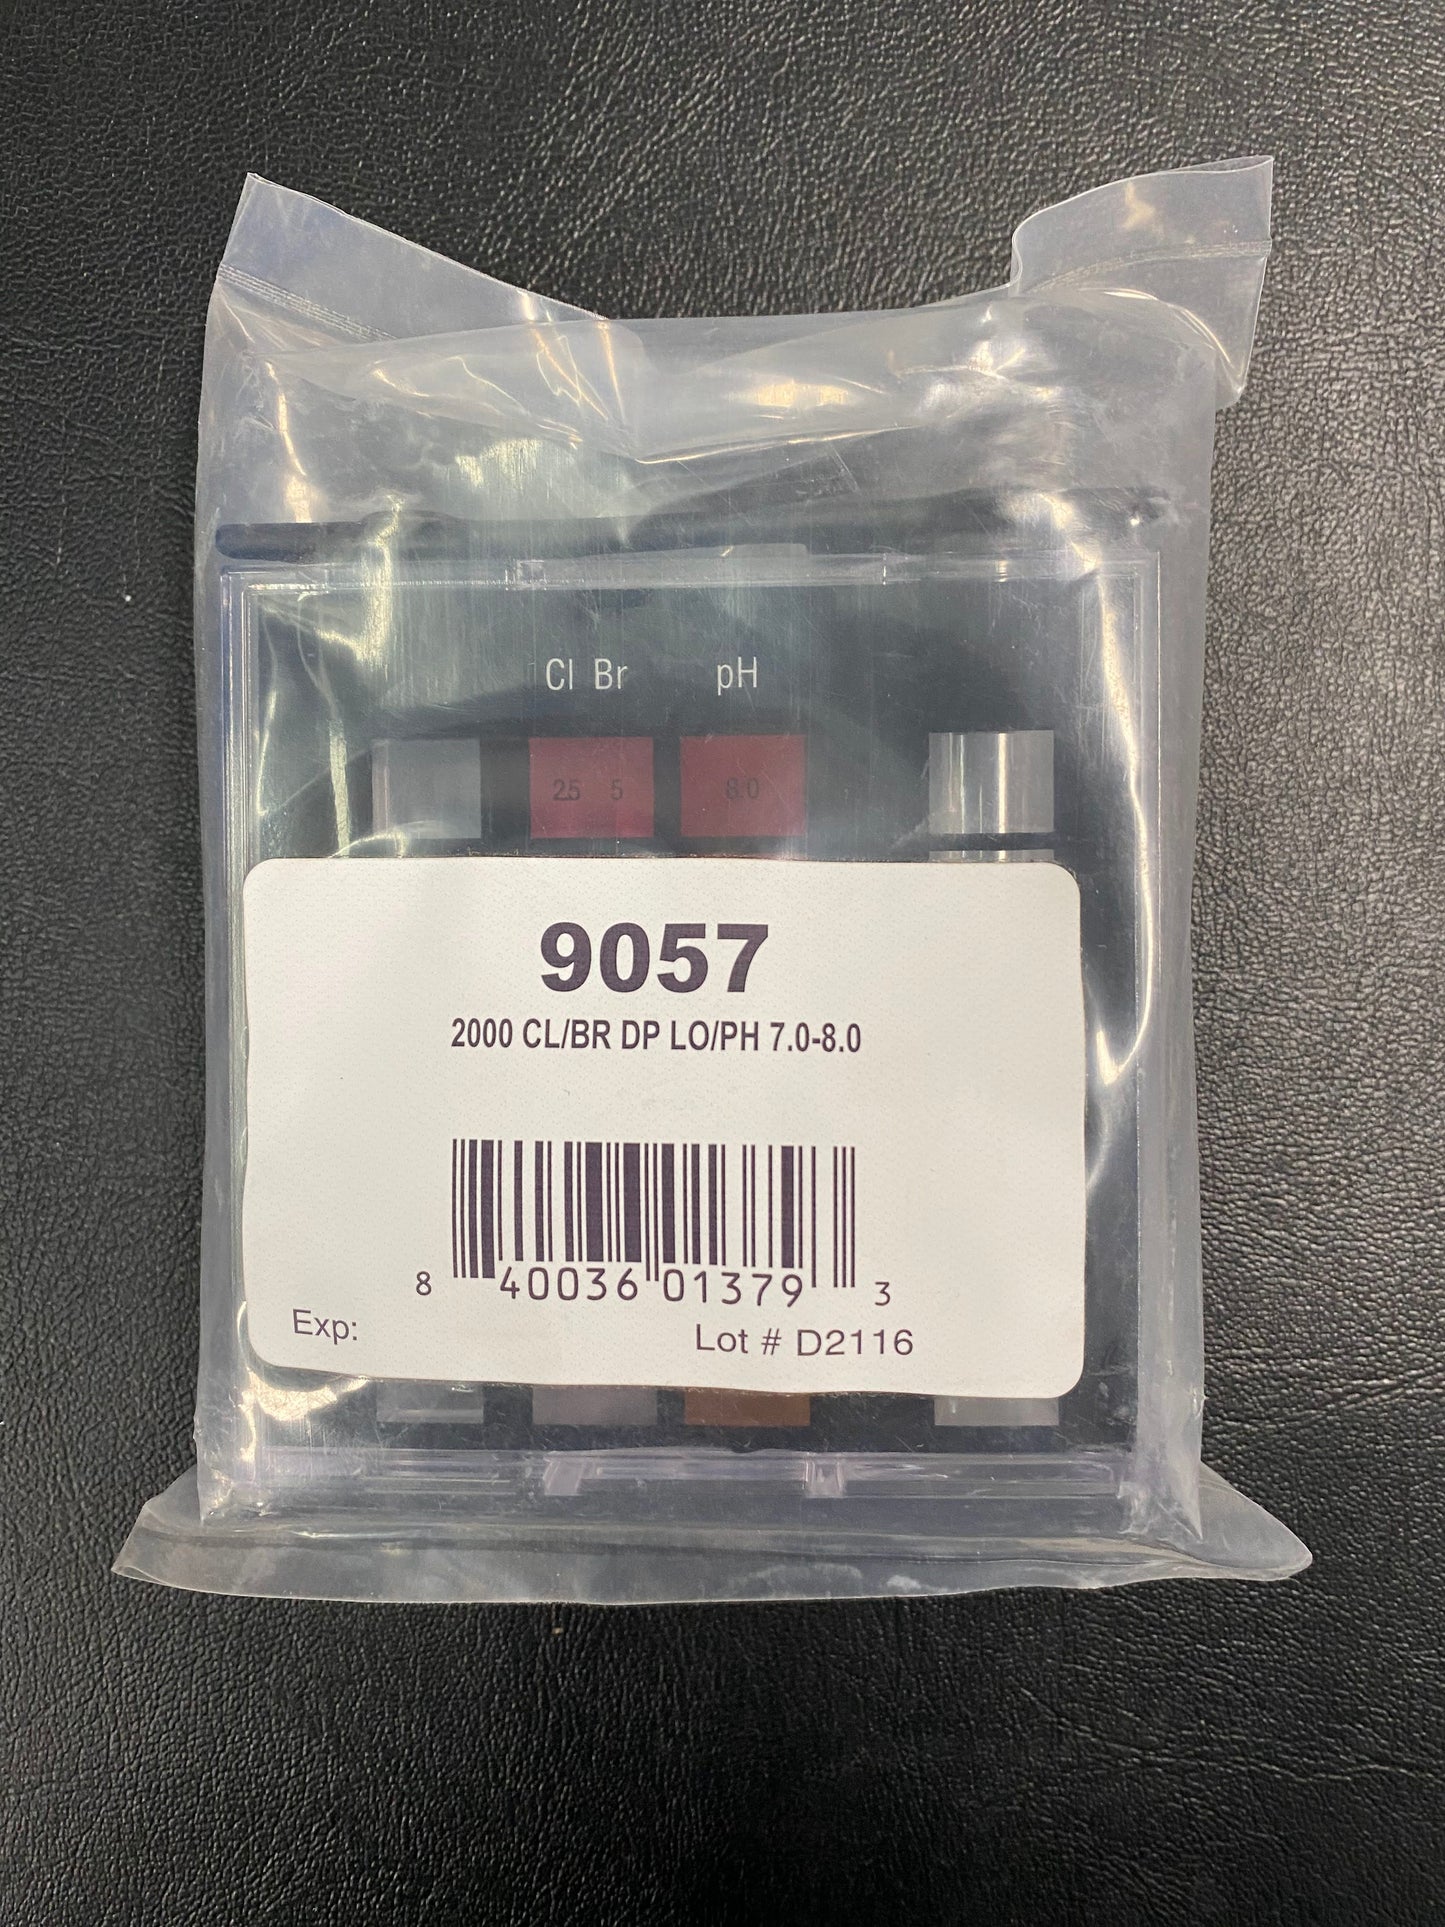 Cl Br pH
2.5 5 8.0
9057
2000 CL/BR DP LO/PH 7.0-8.0
8 40036 01379 3
Exp: Lot # D2116